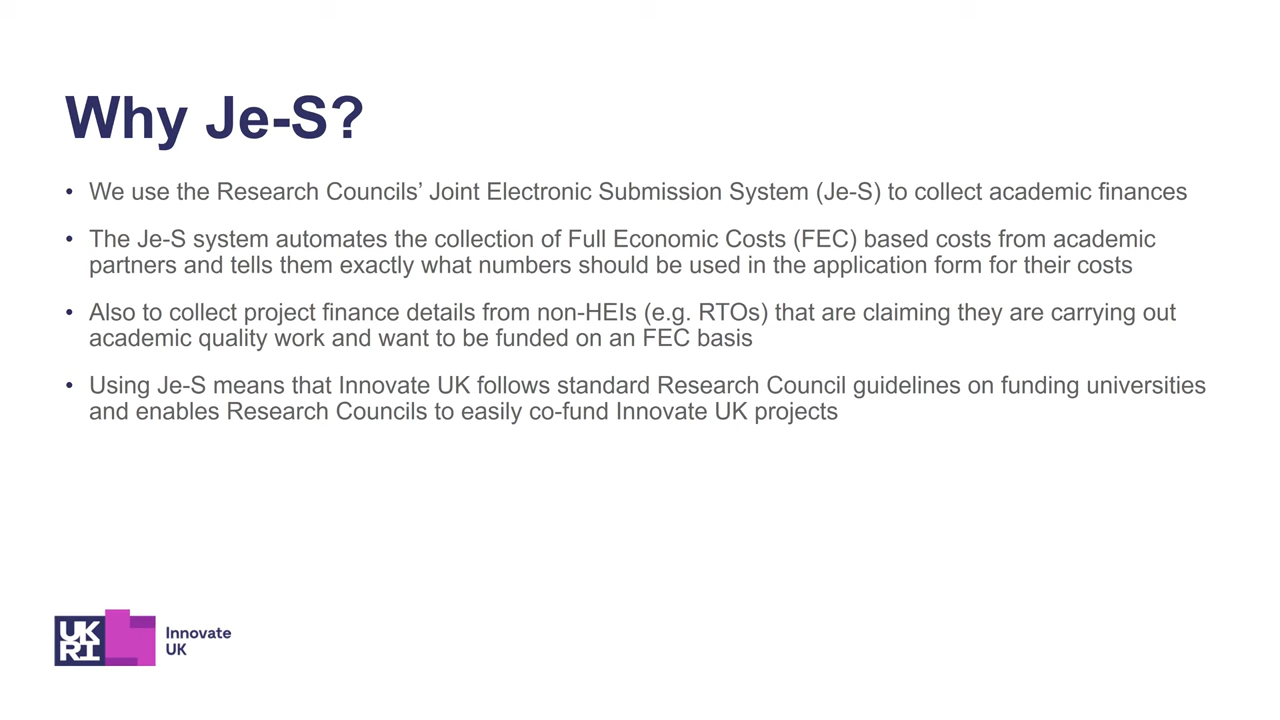 Why Je-S?
• We use the Research Councils’ Joint Electronic Submission System (Je-S) to collect academic finances
• The Je-S system automates the collection of Full Economic Costs (FEC) based costs from academic
partners and tells them exactly what numbers should be used in the application form for their costs
• Also to collect project finance details from non-HEIs (e.g. RTOs) that are claiming they are carrying out
academic quality work and want to be funded on an FEC basis
• Using Je-S means that Innovate UK follows standard Research Council guidelines on funding universities
and enables Research Councils to easily co-fund Innovate UK projects
UK
RI
Innovate
UK